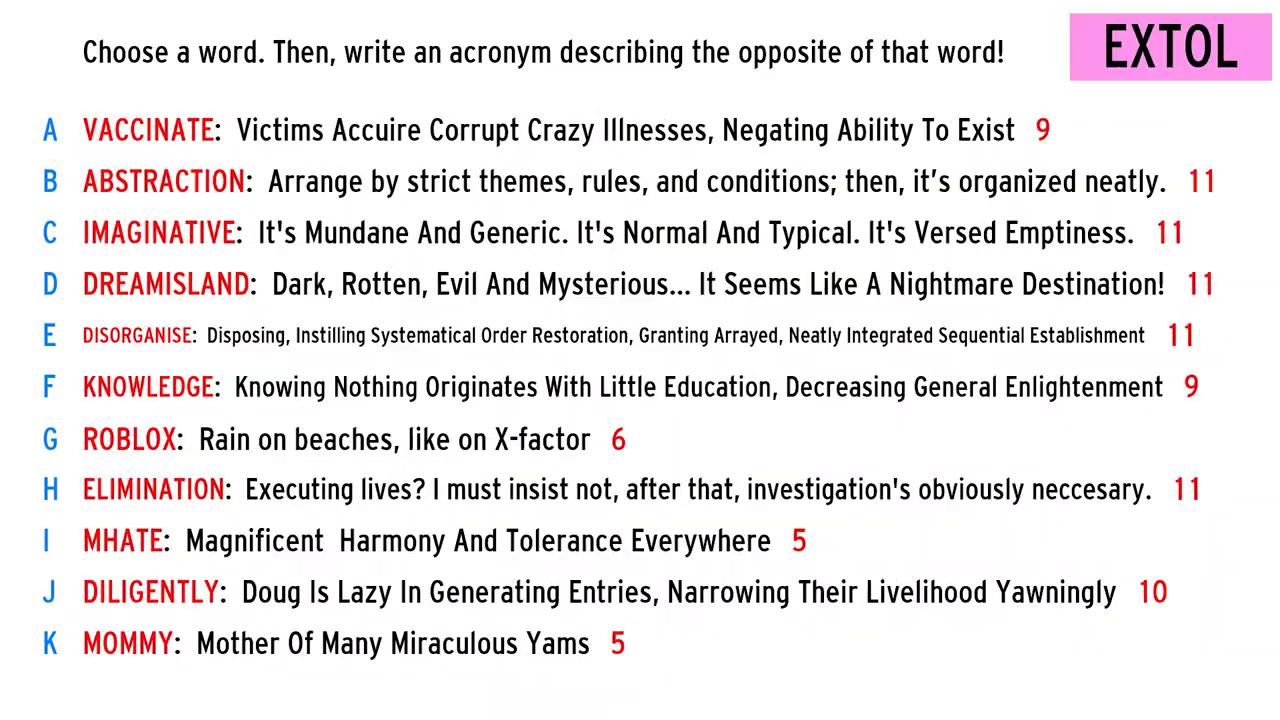 Choose a word. Then, write an acronym describing the opposite of that word!
EXTOL
A VACCINATE: Victims Accuire Corrupt Crazy Illnesses, Negating Ability To Exist 9
B ABSTRACTION: Arrange by strict themes, rules, and conditions; then, it's organized neatly. 11
C IMAGINATIVE: It's Mundane And Generic. It's Normal And Typical. It's Versed Emptiness. 11
D DREAMISLAND: Dark, Rotten, Evil And Mysterious... It Seems Like A Nightmare Destination! 11
E DISORGANISE: Disposing, Instilling Systematical Order Restoration, Granting Arrayed, Neatly Integrated Sequential Establishment 11
F KNOWLEDGE: Knowing Nothing Originates With Little Education, Decreasing General Enlightenment 9
G ROBLOX: Rain on beaches, like on X-factor 6
H ELIMINATION: Executing lives? I must insist not, after that, investigation's obviously neccesary. 11
I MHATE: Magnificent Harmony And Tolerance Everywhere 5
J DILIGENTLY: Doug Is Lazy In Generating Entries, Narrowing Their Livelihood Yawningly 10
K MOMMY: Mother Of Many Miraculous Yams 5